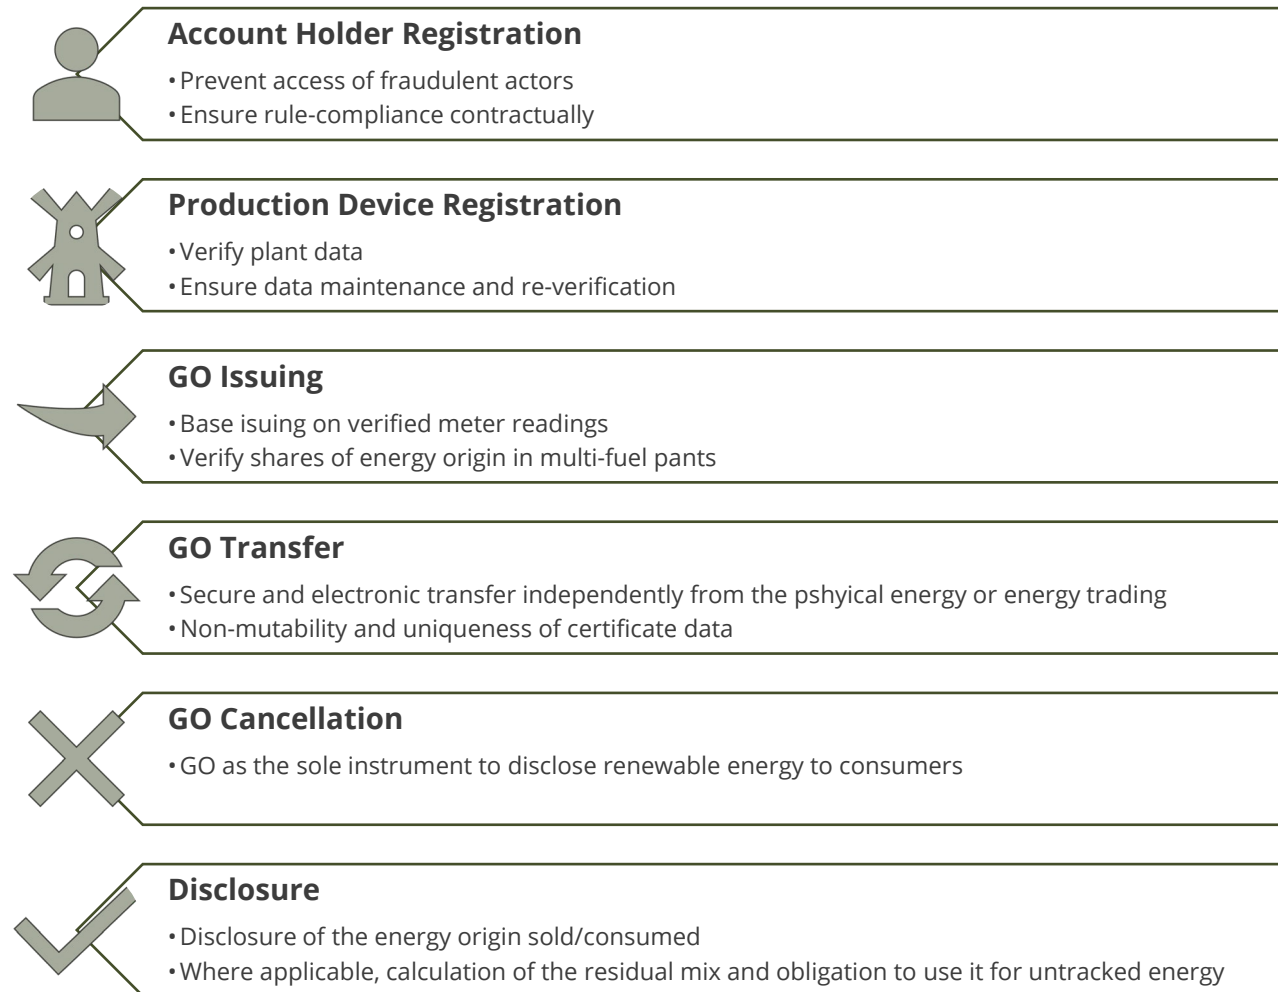 Account Holder Registration
•Prevent access of fraudulent actors
•Ensure rule-compliance contractually
Production Device Registration
•Verify plant data
•Ensure data maintenance and re-verification
GO Issuing
•Base isuing on verified meter readings
•Verify shares of energy origin in multi-fuel pants
GO Transfer
•Secure and electronic transfer independently from the pshyical energy or energy trading
•Non-mutability and uniqueness of certificate data
GO Cancellation
•GO as the sole instrument to disclose renewable energy to consumers
Disclosure
•Disclosure of the energy origin sold/consumed
•Where applicable, calculation of the residual mix and obligation to use it for untracked energy